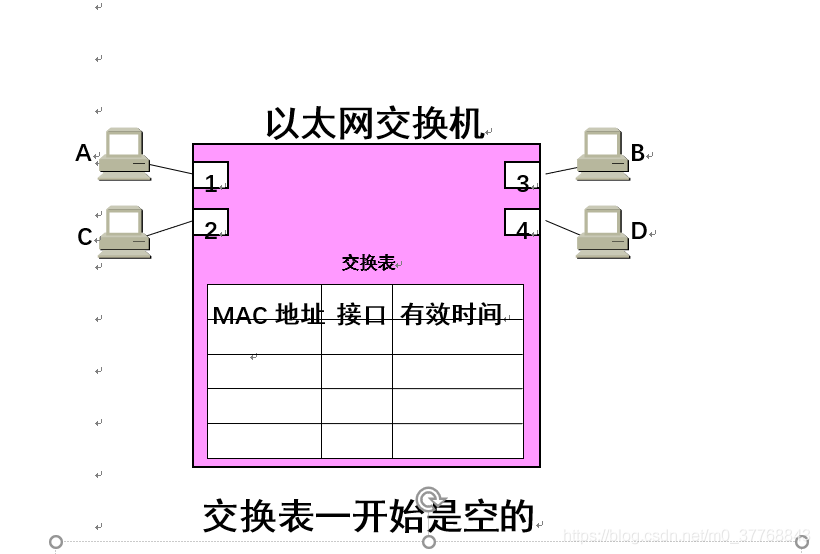 以太网交换机
A
1
3
B
C
2
4
D
交换表
MAC 地址 接口 有效时间
交换表一开始是空的
https://blog.csdn.net/m0_37768843